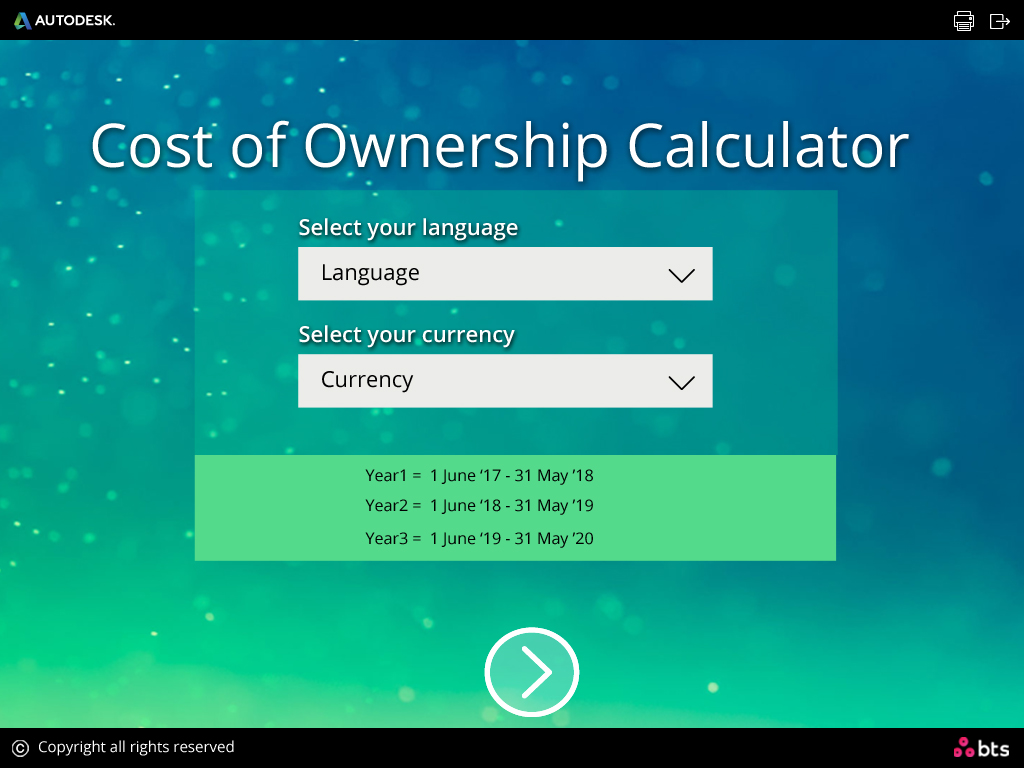 AUTODESK.
Cost of Ownership Calculator
Select your language
Language
Select your currency
Currency
Year1 = 1 June ‘17 - 31 May ’18
Year2 = 1 June ‘18 - 31 May ’19
Year3 = 1 June ‘19 - 31 May ’20
© Copyright all rights reserved
bts